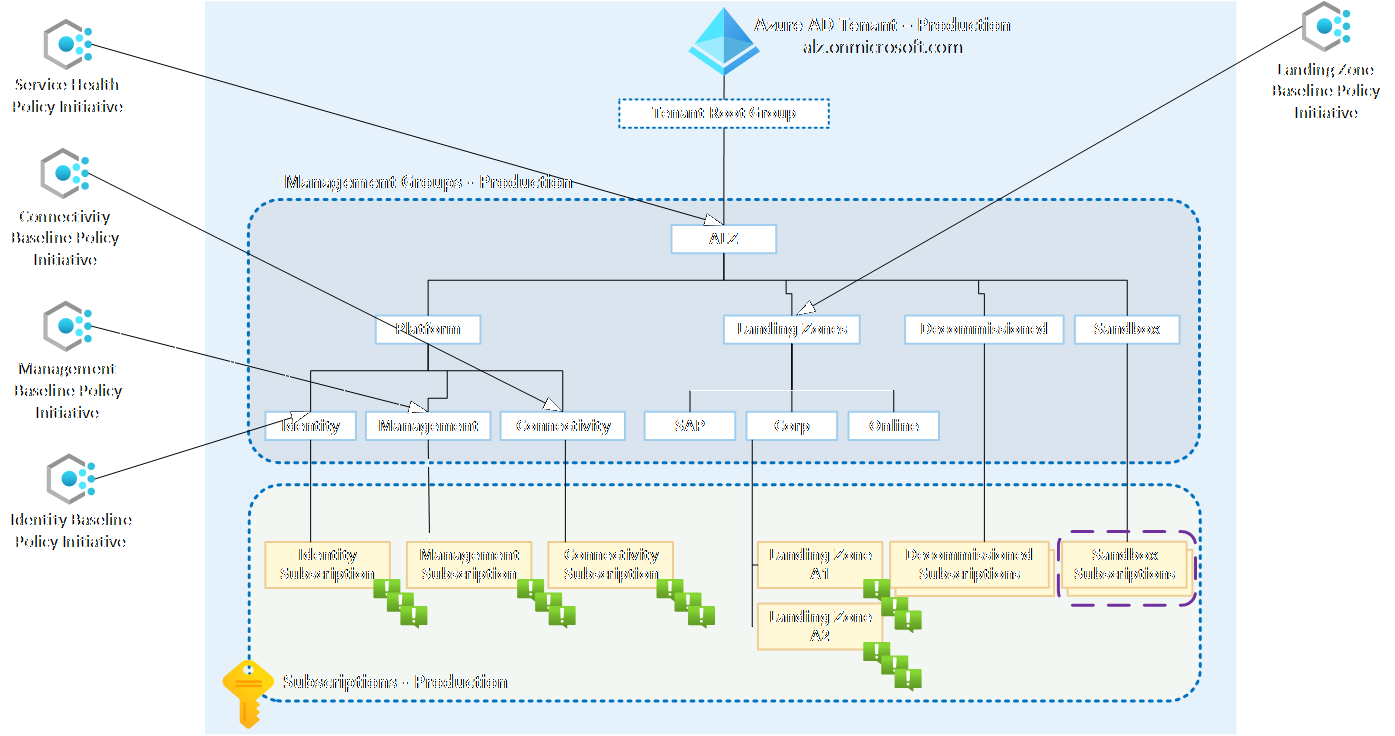 Azure AD Tenant - Production
alz.onmicrosoft.com
Tenant Root Group
Service Health
Policy Initiative
Landing Zone
Baseline Policy
Initiative
Connectivity
Baseline Policy
Initiative
Management Groups - Production
ALZ
Management
Baseline Policy
Initiative
Platform
Landing Zones
Decommissioned
Sandbox
Identity
Management
Connectivity
SAP
Corp
Online
Identity Baseline
Policy Initiative
Identity
Subscription
Management
Subscription
Connectivity
Subscription
Landing Zone
A1
Decommissioned
Subscriptions
Sandbox
Subscriptions
Landing Zone
A2
Subscriptions - Production